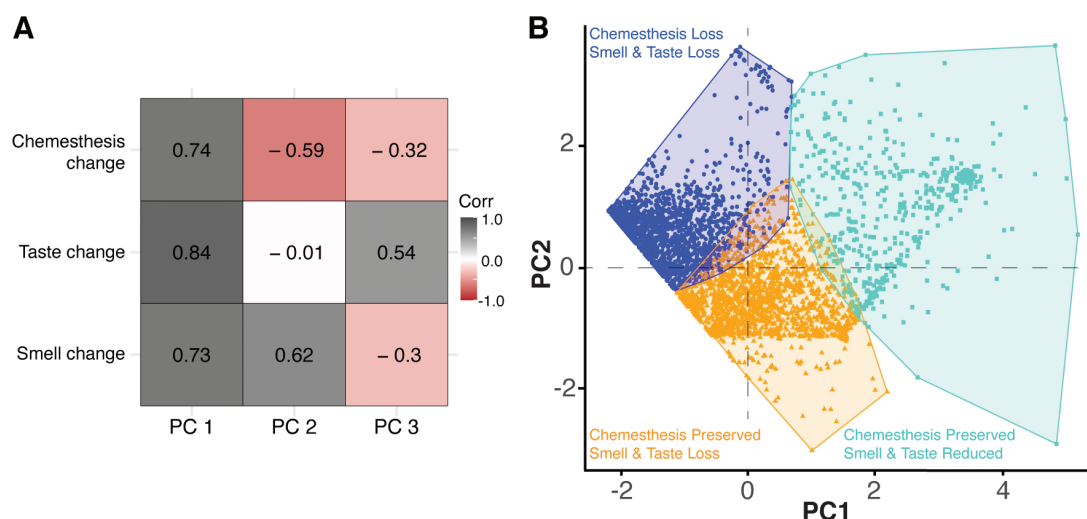 A
Chemesthesis
change
Taste change
Smell change
0.74
− 0.59
− 0.32
0.84
− 0.01
0.54
0.73
0.62
− 0.3
PC 1
PC 2
PC 3
Corr
1.0
0.0
-1.0
B
Chemesthesis Loss
Smell & Taste Loss
PC2
2
0
-2
Chemesthesis Preserved
Smell & Taste Loss
Chemesthesis Preserved
Smell & Taste Reduced
-2
0
2
4
PC1